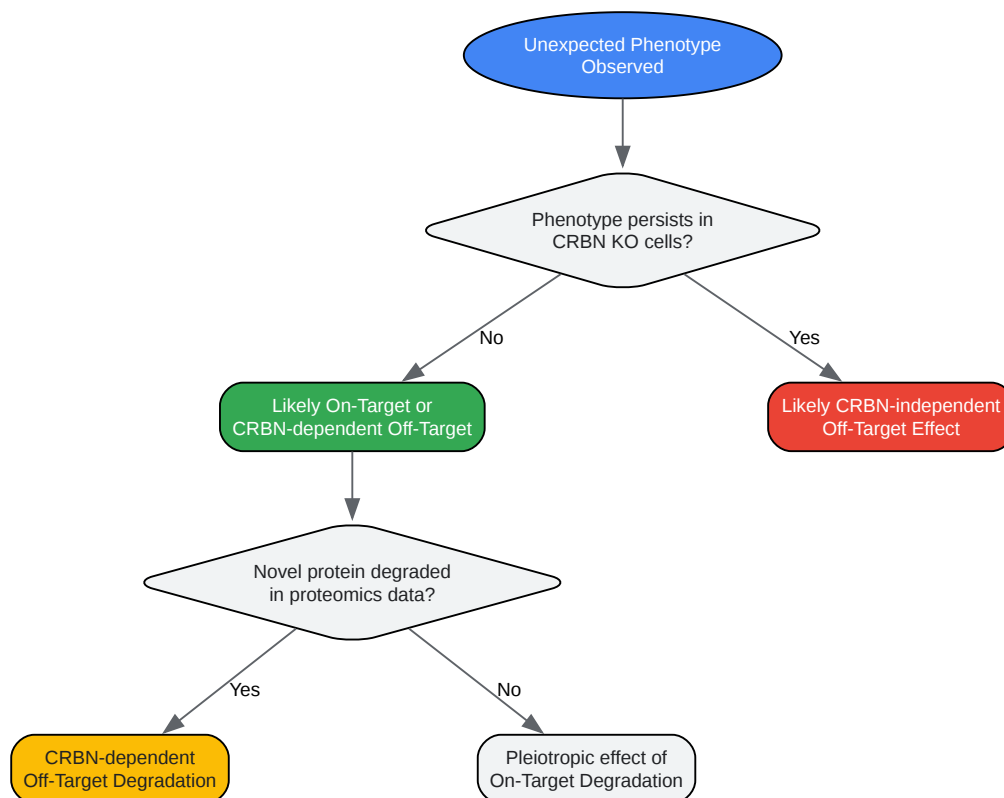 Unexpected Phenotype
Observed
Phenotype persists in
CRBN KO cells?
No
Yes
Likely On-Target or
CRBN-dependent Off-Target
Likely CRBN-independent
Off-Target Effect
Novel protein degraded
in proteomics data?
Yes
No
CRBN-dependent
Off-Target Degradation
Pleiotropic effect of
On-Target Degradation